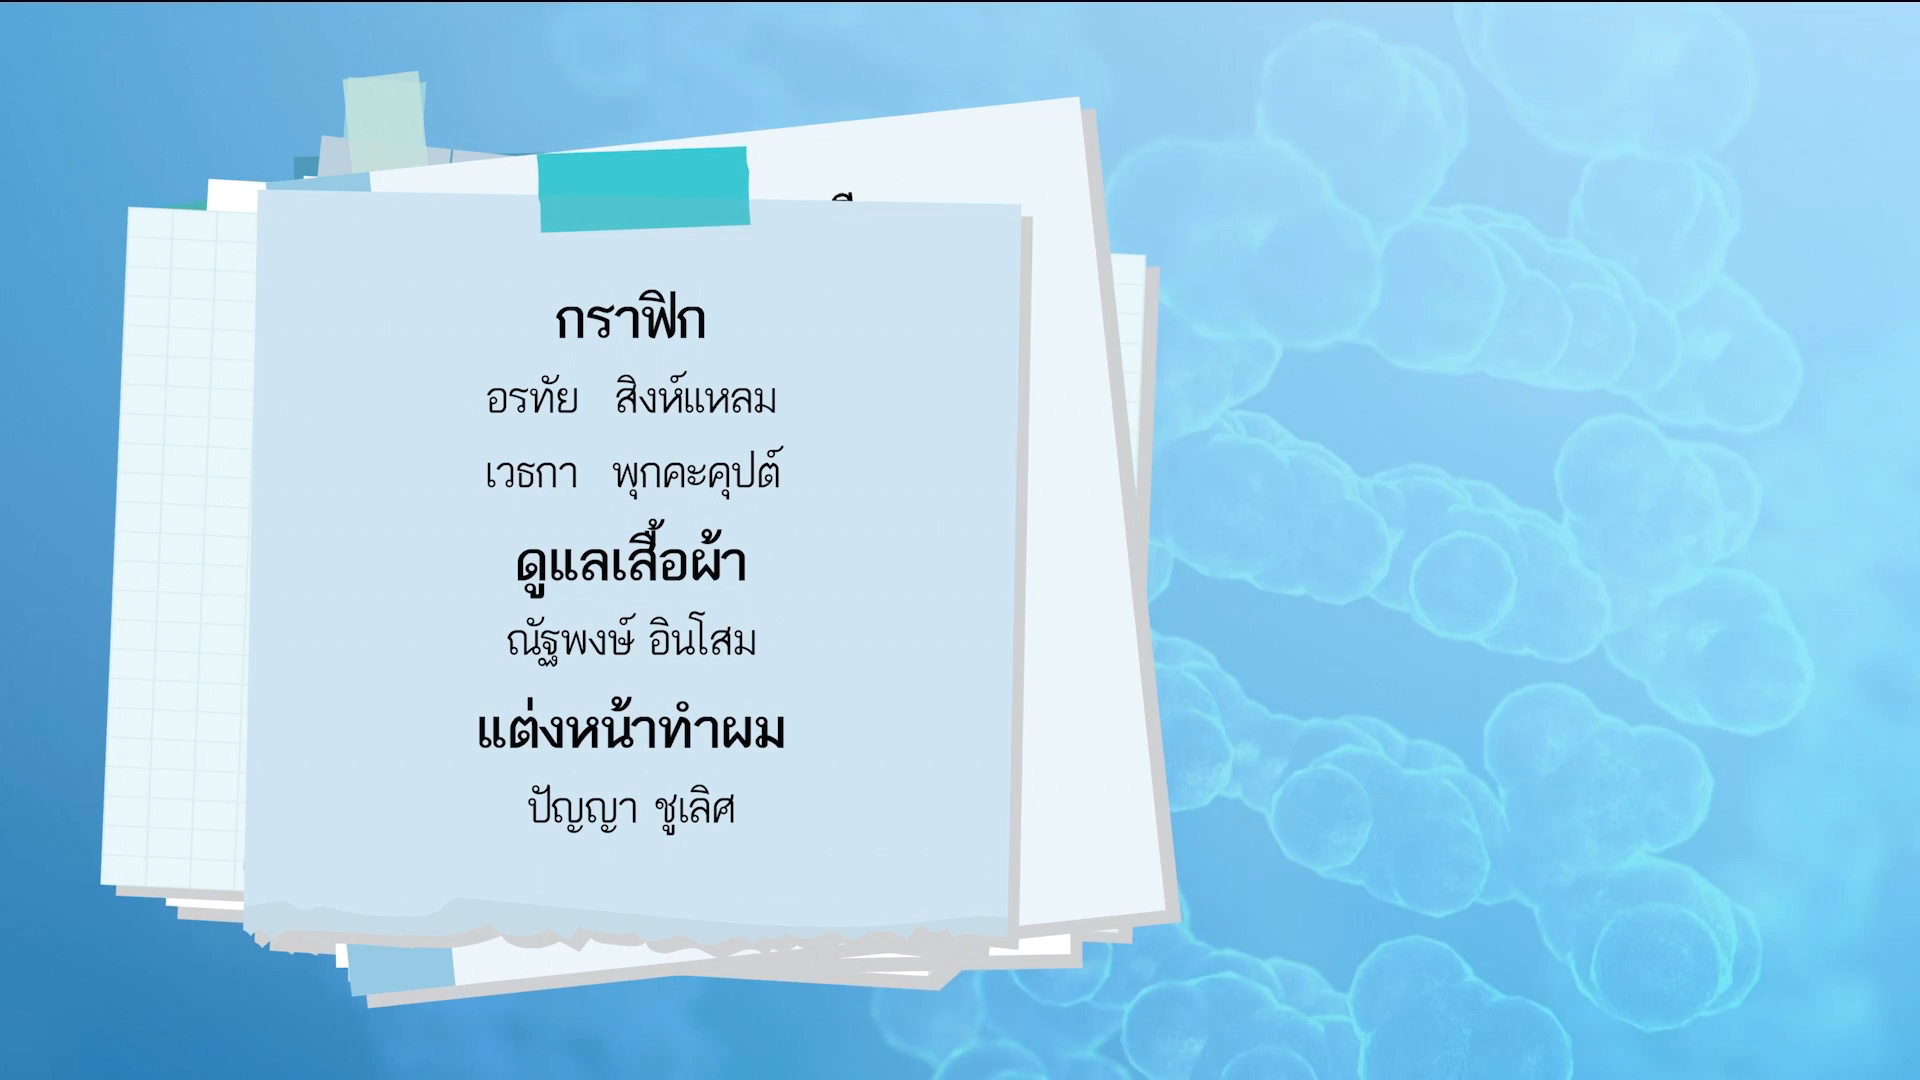 กราฟิก
อรทัย สิงห์แหลม
เวธกา พุกคะคุปต์
ดูแลเสื้อผ้า
ณัฐพงษ์ อินโสม
แต่งหน้าทำผม
ปัญญา ชูเลิศ